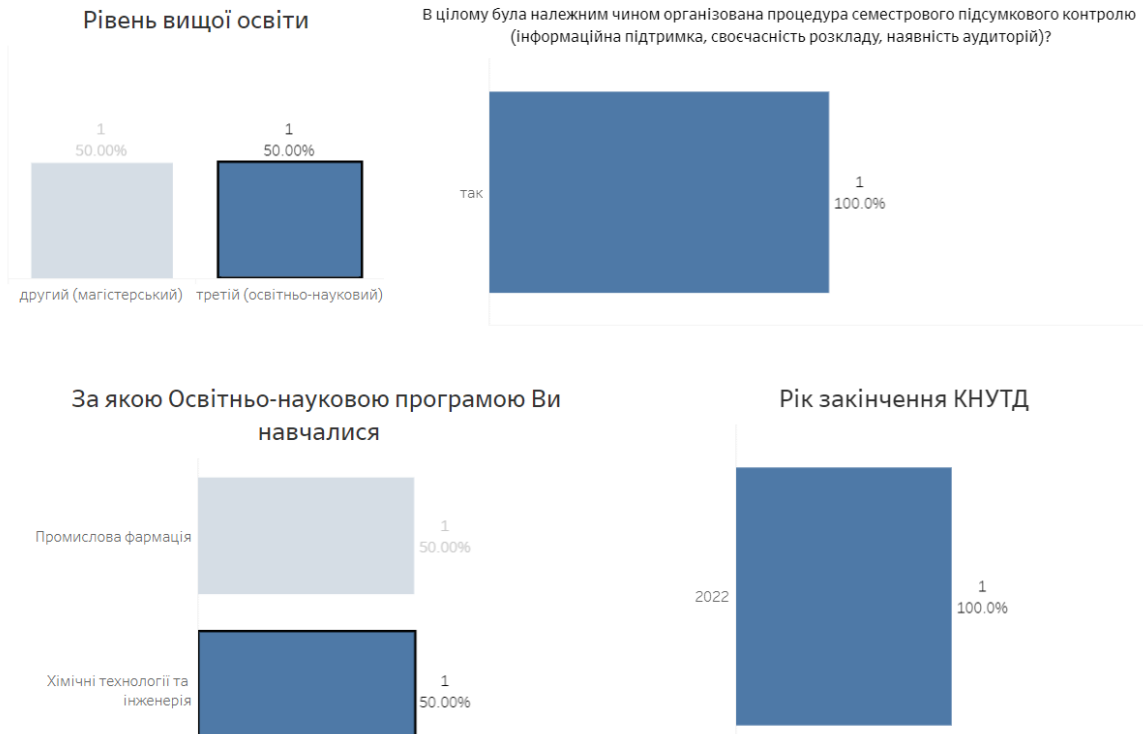 Рівень вищої освіти
1
50.00%
1
50.00%
другий (магістерський)
третій (освітньо-науковий)
В цілому була належним чином організована процедура семестрового підсумкового контролю
(інформаційна підтримка, своєчасність розкладу, наявність аудиторій)?
так
1
100.0%
За якою Освітньо-науковою програмою Ви
навчалися
Промислова фармація
1
50.00%
Хімічні технології та
інженерія
1
50.00%
Рік закінчення КНУТД
2022
1
100.0%